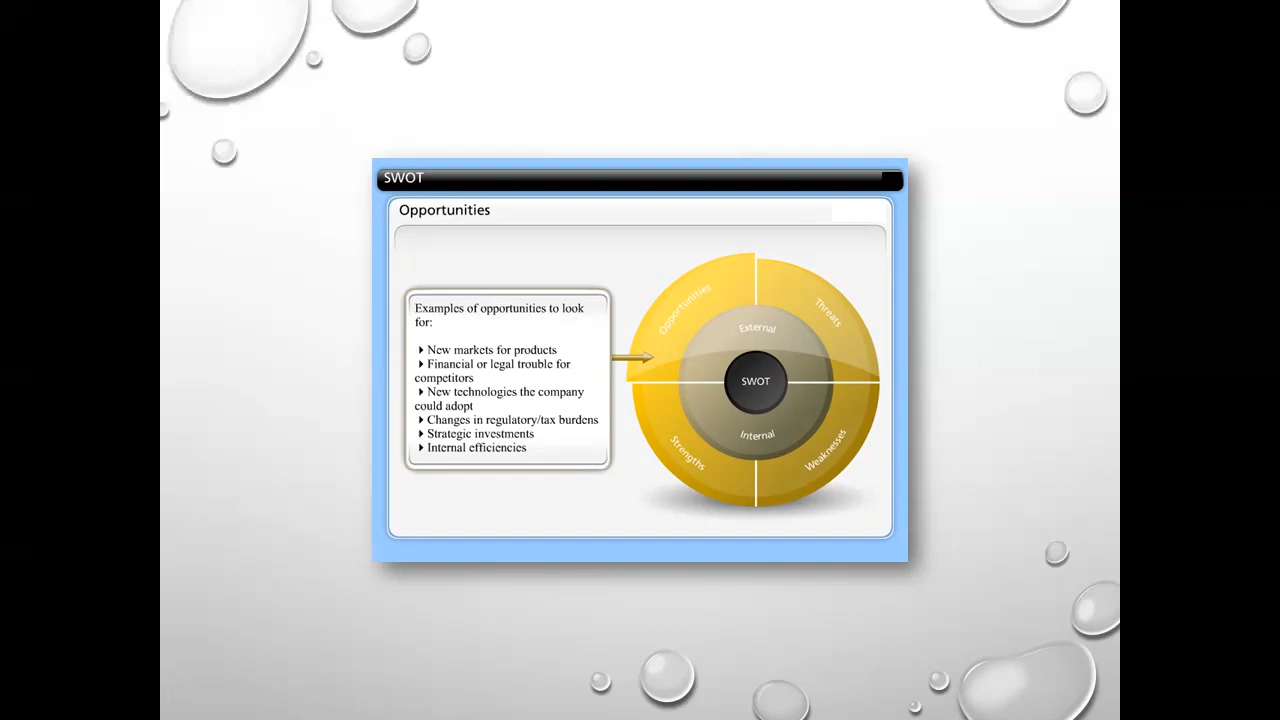 SWOT
Opportunities
Examples of opportunities to look
for:
New markets for products
Financial or legal trouble for
competitors
New technologies the company
could adopt
Changes in regulatory/tax burdens
Strategic investments
Internal efficiencies
Opportunities
Threats
External
SWOT
Internal
Strengths
Weaknesses